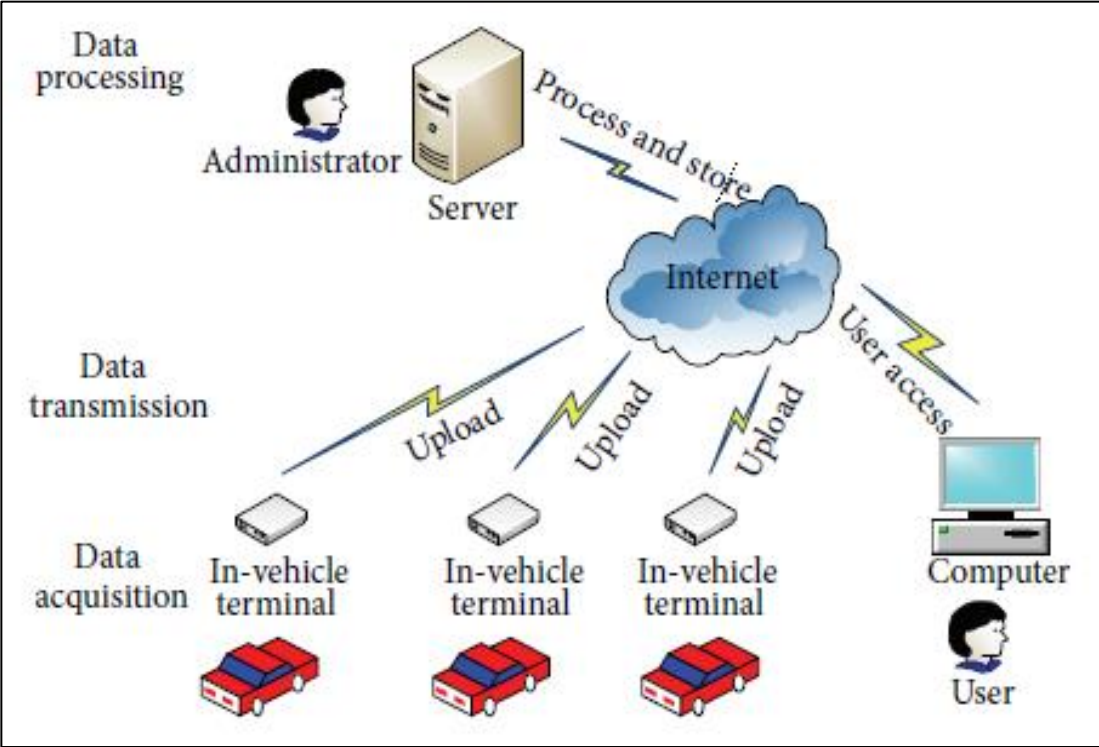 Data
processing
Administrator
Server
Process and store
Internet
Data
transmission
Upload
Upload
Upload
User access
Data
acquisition
In-vehicle
terminal
In-vehicle
terminal
In-vehicle
terminal
Computer
User